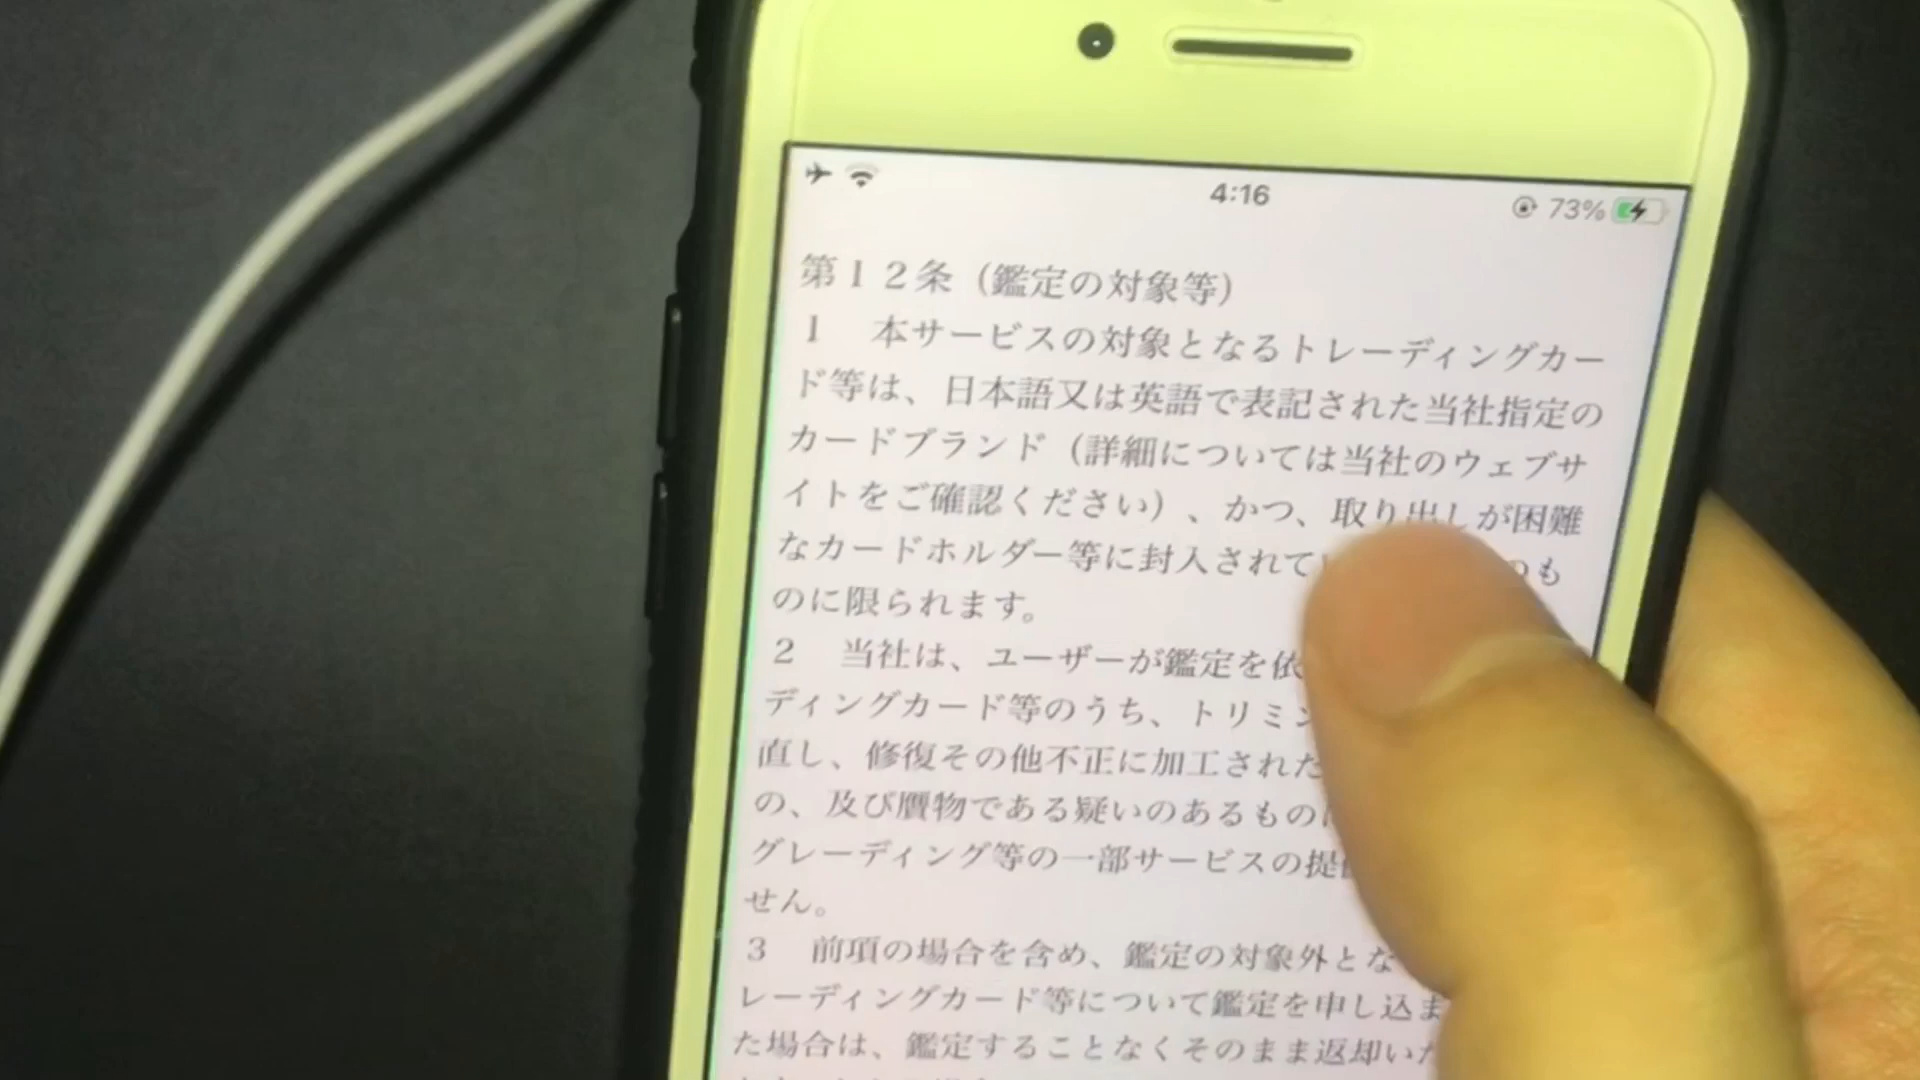 4:16
73%
第１２条（鑑定の対象等）
１　本サービスの対象となるトレーディングカー
ド等は、日本語又は英語で表記された当社指定の
カードブランド（詳細については当社のウェブサ
イトをご確認ください）、かつ、取り出しが困難
なカードホルダー等に封入されて
も
のに限られます。
２　当社は、ユーザーが鑑定を依
ディングカード等のうち、トリミン
直し、修復その他不正に加工された
の、及び贋物である疑いのあるもの
グレーディング等の一部サービスの提
せん。
３　前項の場合を含め、鑑定の対象外とな
レーディングカード等について鑑定を申し込ま
た場合は、鑑定することなくそのまま返却いた